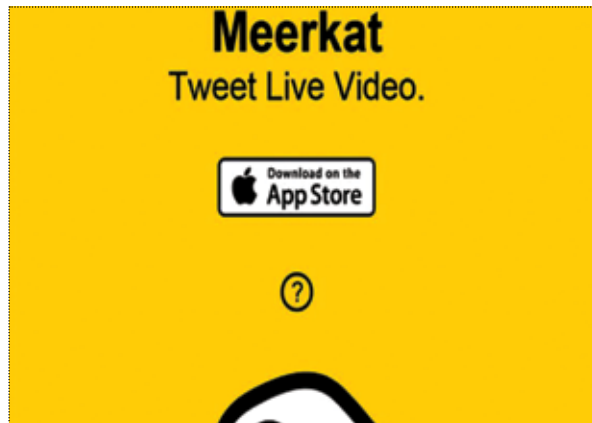 Meerkat
Tweet Live Video.
Download on the
App Store
?